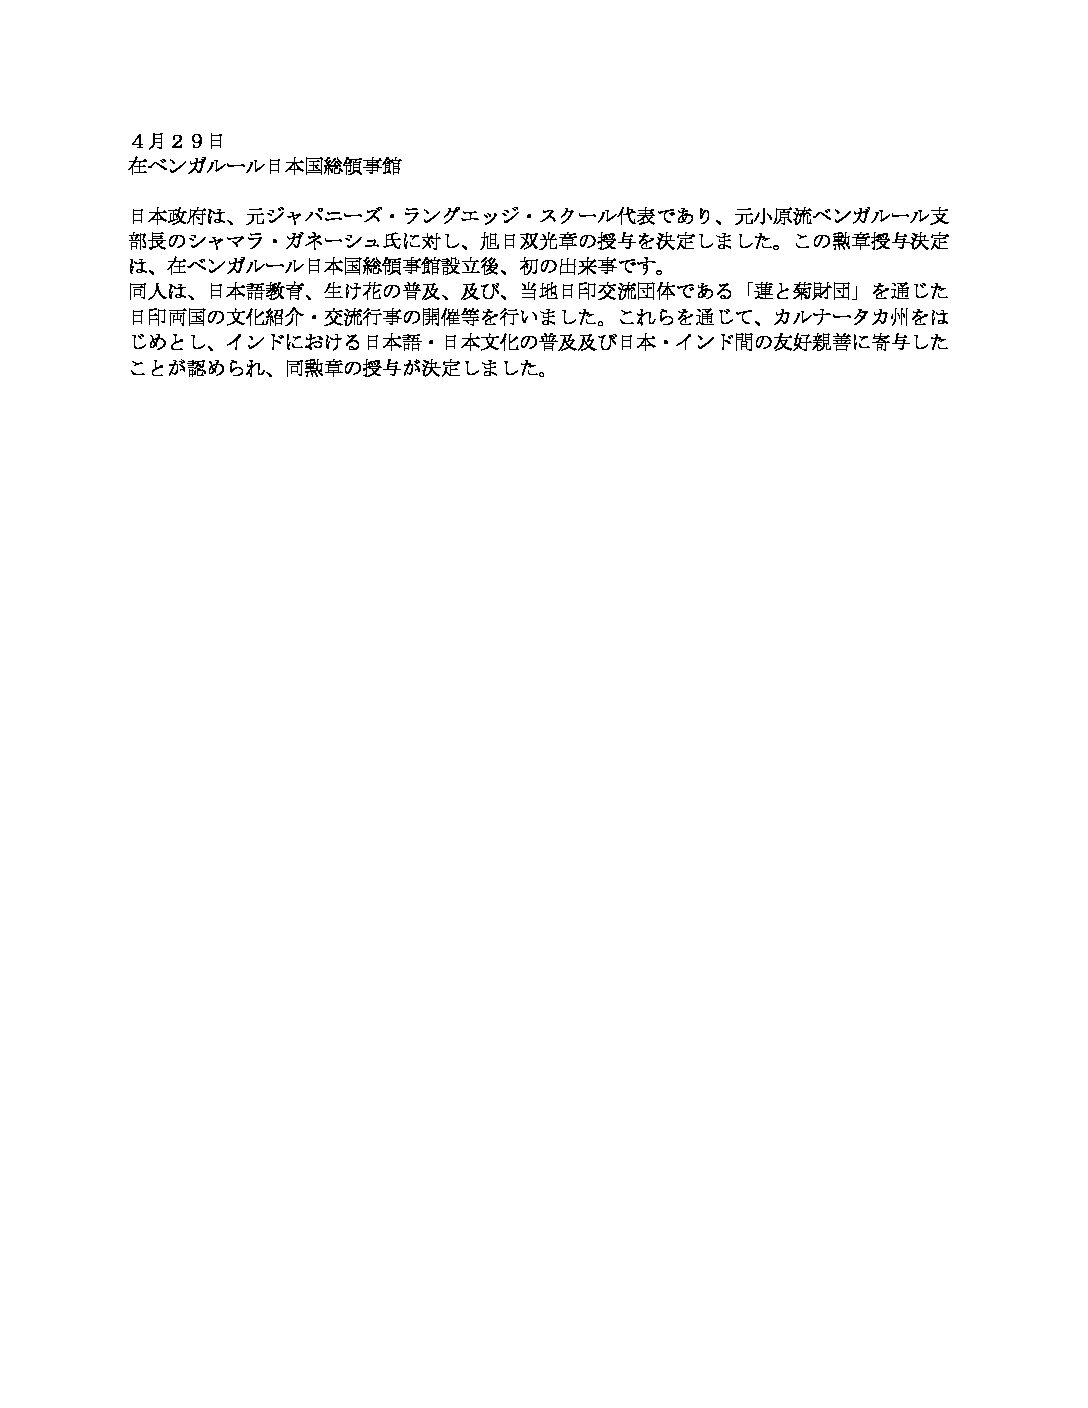 ４月２９日
在ベンガルール日本国総領事館
日本政府は、元ジャパニーズ・ラングエッジ・スクール代表であり、元小原流ベンガルール支
部長のシャマラ・ガネーシュ氏に対し、旭日双光章の授与を決定しました。この勲章授与決定
は、在ベンガルール日本国総領事館設立後、初の出来事です。
同人は、日本語教育、生け花の普及、及び、当地日印交流団体である「蓮と菊財団」を通じた
日印両国の文化紹介・交流行事の開催等を行いました。これらを通じて、カルナータカ州をは
じめとし、インドにおける日本語・日本文化の普及及び日本・インド間の友好親善に寄与した
ことが認められ、同勲章の授与が決定しました。